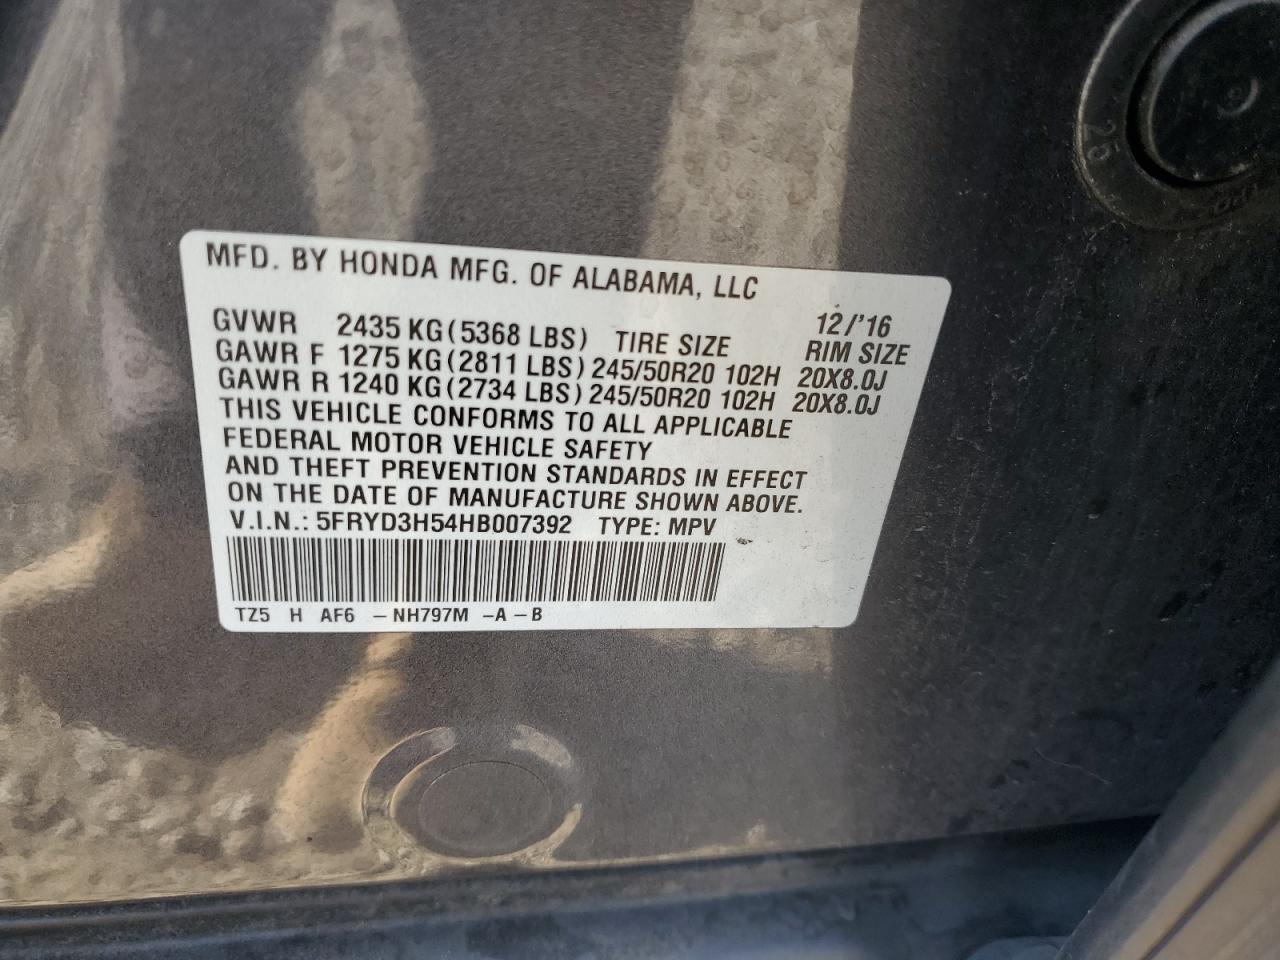 MFD. BY HONDA MFG. OF ALABAMA, LLC
12/'16
GVWR 2435 KG(5368 LBS) TIRE SIZE RIM SIZE
GAWR F 1275 KG(2811 LBS) 245/50R20 102H 20X8.0J
GAWR R 1240 KG(2734 LBS) 245/50R20 102H 20X8.0J
THIS VEHICLE CONFORMS TO ALL APPLICABLE
FEDERAL MOTOR VEHICLE SAFETY
AND THEFT PREVENTION STANDARDS IN EFFECT
ON THE DATE OF MANUFACTURE SHOWN ABOVE.
V.I.N.: 5FRYD3H54HB007392 TYPE: MPV
TZ5 H AF6 -NH797M -A-B
25